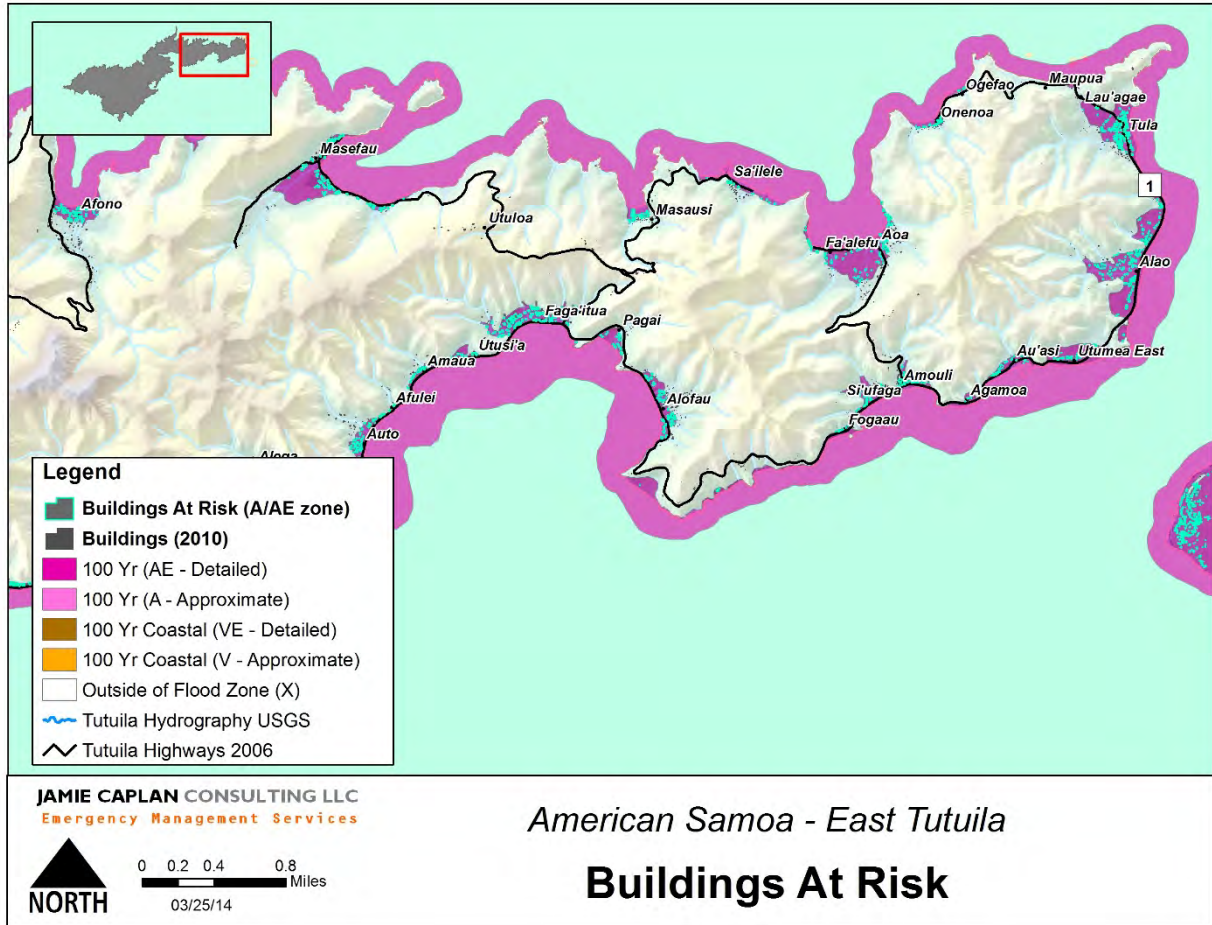 Ogefao
Maupua
Onenoa
Lau'agae
Tula
Masefau
Sa'ilele
1
Afono
Masausi
Utuloa
Aoa
Fa'alefu
Alao
Faga'itua
Pagai
Utusi'a
Amaua
Au'asi
Utumea East
Amouli
Si'ufaga
Agamoa
Afulei
Alofau
Fogaau
Auto
Legend
Buildings At Risk (A/AE zone)
Buildings (2010)
100 Yr (AE - Detailed)
100 Yr (A - Approximate)
100 Yr Coastal (VE - Detailed)
100 Yr Coastal (V - Approximate)
Outside of Flood Zone (X)
Tutuila Hydrography USGS
Tutuila Highways 2006
JAMIE CAPLAN CONSULTING LLC
Emergency Management Services
NORTH
0 0.2 0.4 0.8
Miles
03/25/14
American Samoa - East Tutuila
Buildings At Risk